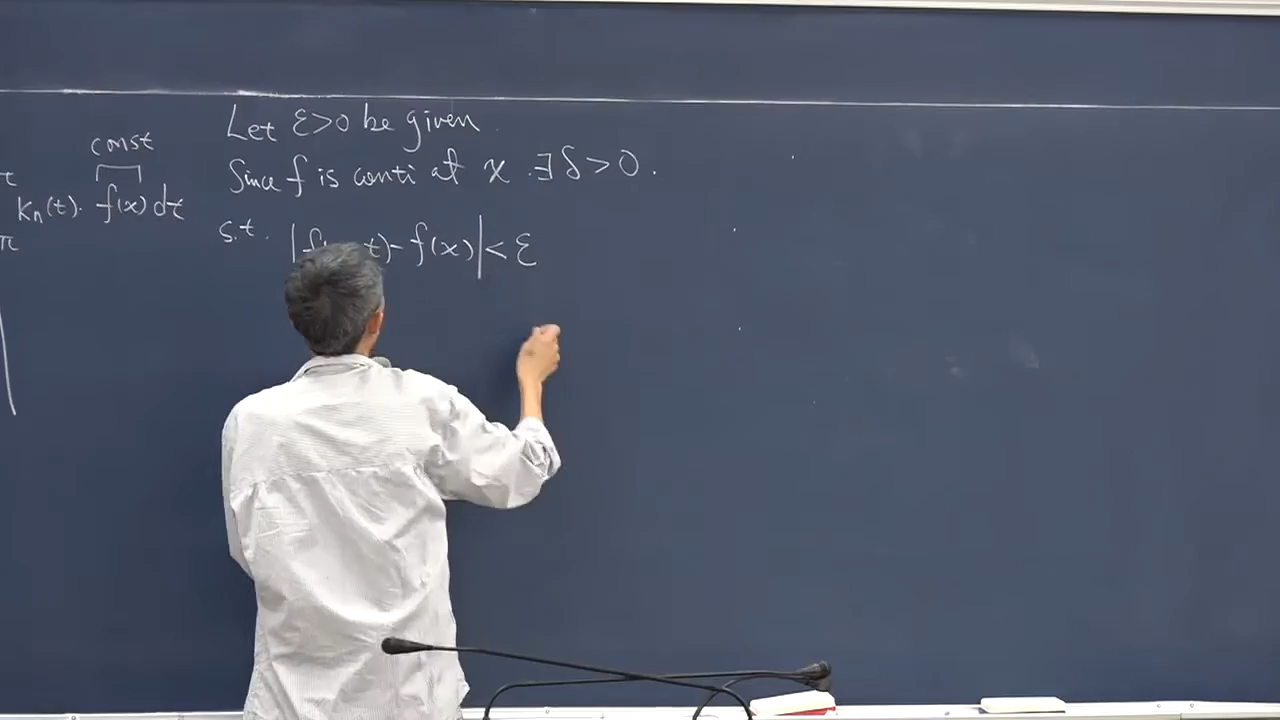 const
π
Kn(t). f(x) dt
π
Let ε>0 be given.
Since f is conti at x . ∃ δ > 0 .
s.t. |f( t)- f(x)| < ε